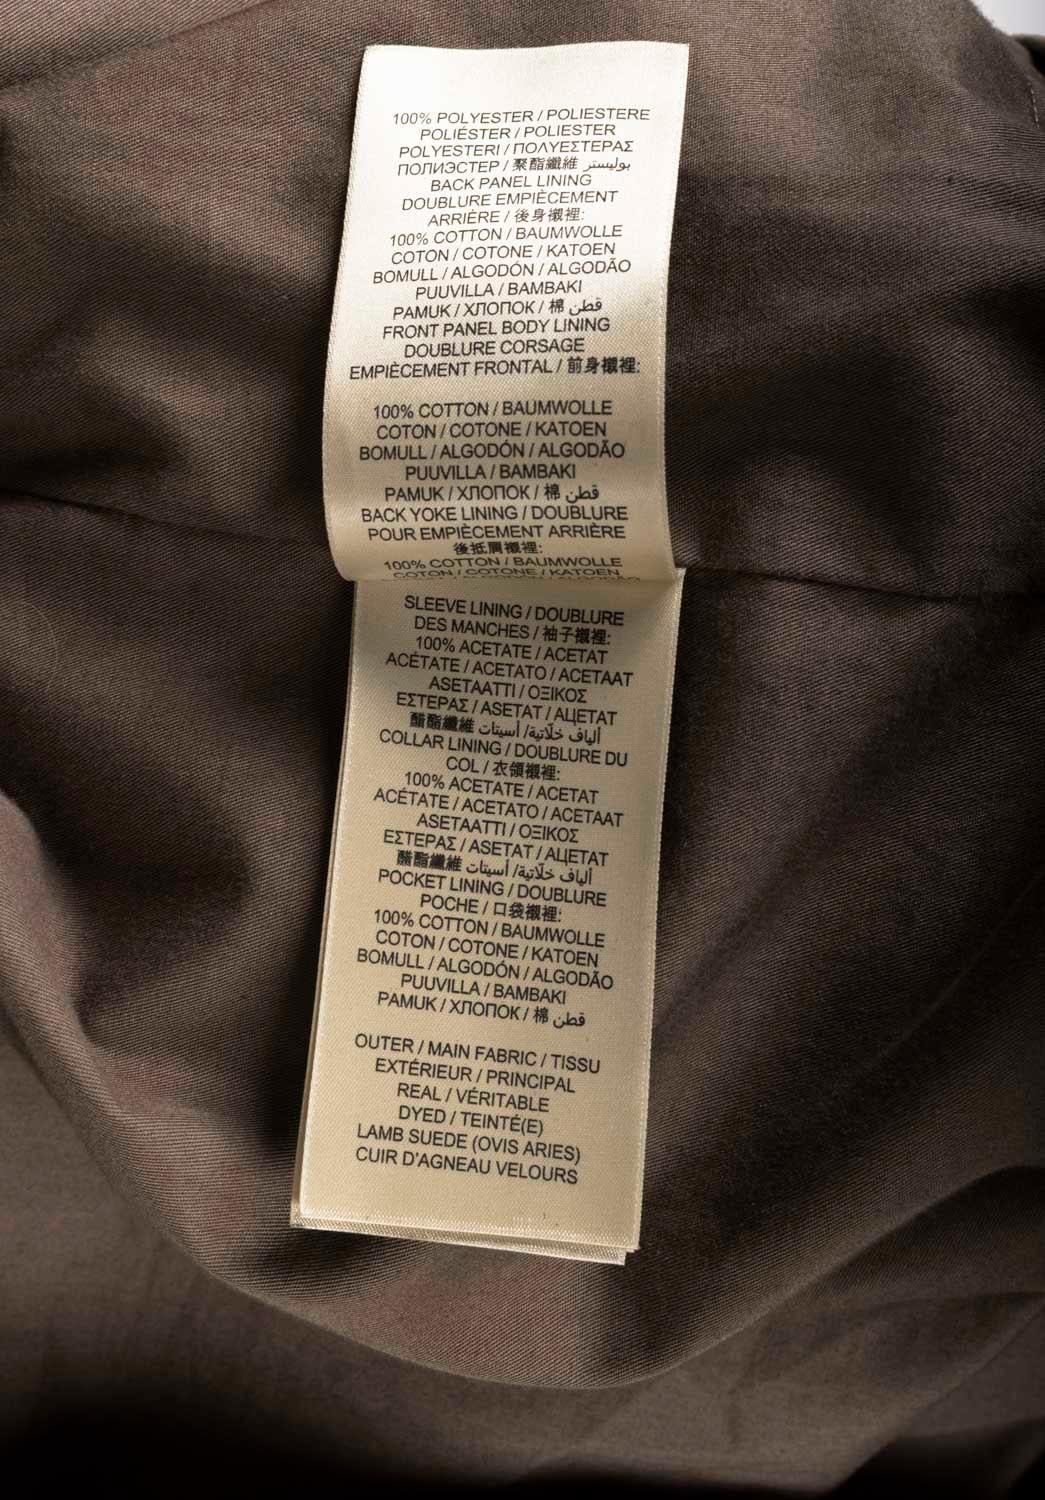 100% POLYESTER / POLIESTERE
POLIÉSTER / POLIESTER
POLYESTERI / ΠΟΛΥΕΣΤΕΡΑΣ
ПОЛИЭСТЕР / 聚酯纖維 بوليستر
BACK PANEL LINING
DOUBLURE EMPIÈCEMENT
ARRIÈRE / 後身襯裡:
100% COTTON / BAUMWOLLE
COTON / COTONE / KATOEN
BOMULL / ALGODÓN / ALGODÃO
PUUVILLA / BAMBAKI
PAMUK / ХЛОПОК / 棉 قطن
FRONT PANEL BODY LINING
DOUBLURE CORSAGE
EMPIÈCEMENT FRONTAL / 前身襯裡:
100% COTTON / BAUMWOLLE
COTON / COTONE / KATOEN
BOMULL / ALGODÓN / ALGODÃO
PUUVILLA / BAMBAKI
PAMUK / ХЛОПОК / 棉 قطن
BACK YOKE LINING / DOUBLURE
POUR EMPIÈCEMENT ARRIÈRE
後抵肩襯裡:
100% COTTON / BAUMWOLLE
COTON / COTONE / KATOEN
SLEEVE LINING / DOUBLURE
DES MANCHES / 袖子襯裡:
100% ACETATE / ACETAT
ACÉTATE / ACETATO / ACETAAT
ASETAATTI / ΟΞΙΚΟΣ
ΕΣΤΕΡΑΣ / ASETAT / АЦЕТАТ
醋酯纖維 ألياف خلّاتية/ أسيتات
COLLAR LINING / DOUBLURE DU
COL / 衣領襯裡:
100% ACETATE / ACETAT
ACÉTATE / ACETATO / ACETAAT
ASETAATTI / ΟΞΙΚΟΣ
ΕΣΤΕΡΑΣ / ASETAT / АЦЕТАТ
醋酯纖維 ألياف خلّاتية/ أسيتات
POCKET LINING / DOUBLURE
POCHE / 口袋襯裡:
100% COTTON / BAUMWOLLE
COTON / COTONE / KATOEN
BOMULL / ALGODÓN / ALGODÃO
PUUVILLA / BAMBAKI
PAMUK / ХЛОПОК / 棉 قطن
OUTER / MAIN FABRIC / TISSU
EXTÉRIEUR / PRINCIPAL
REAL / VÉRITABLE
DYED / TEINTÉ(E)
LAMB SUEDE (OVIS ARIES)
CUIR D'AGNEAU VELOURS